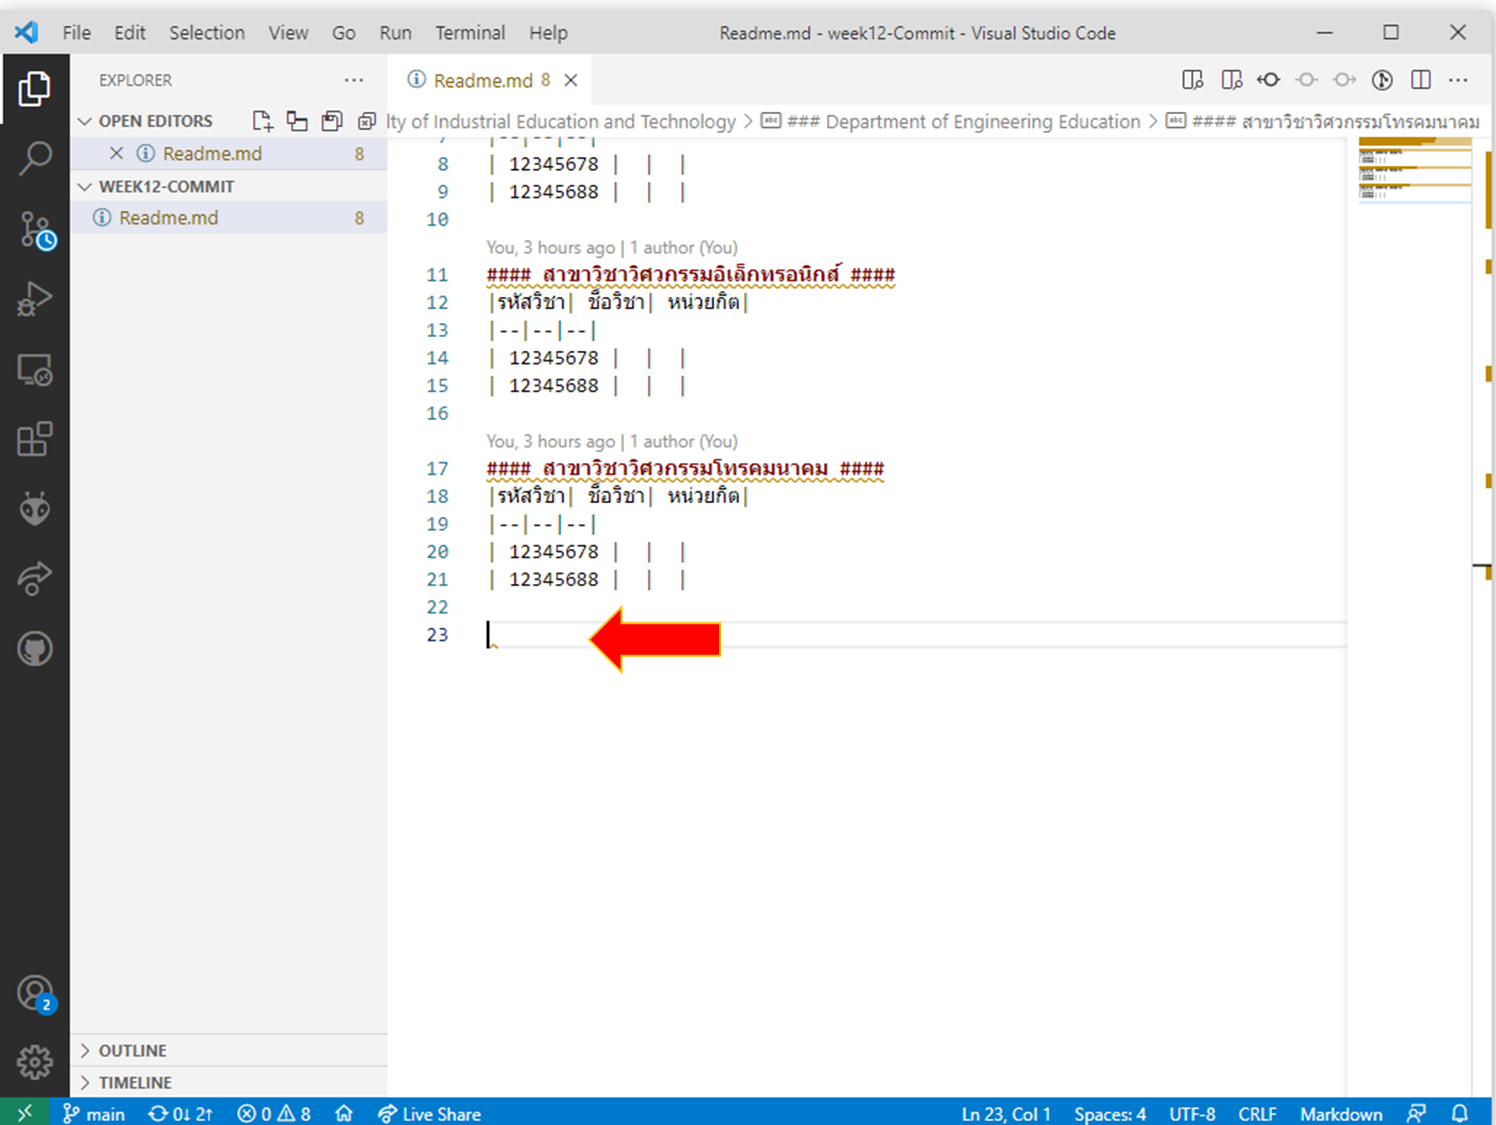 File Edit Selection View Go Run Terminal Help Readme.md - week12-Commit - Visual Studio Code
EXPLORER
Readme.md 8
OPEN EDITORS
lty of Industrial Education and Technology > ### Department of Engineering Education > #### สาขาวิชาวิศวกรรมโทรคมนาคม
Readme.md 8
WEEK12-COMMIT
Readme.md 8
7 |--|--|--|
8 | 12345678 | | |
9 | 12345688 | | |
10
You, 3 hours ago | 1 author (You)
11 #### สาขาวิชาวิศวกรรมอิเล็กทรอนิกส์ ####
12 |รหัสวิชา| ชื่อวิชา| หน่วยกิต|
13 |--|--|--|
14 | 12345678 | | |
15 | 12345688 | | |
16
You, 3 hours ago | 1 author (You)
17 #### สาขาวิชาวิศวกรรมโทรคมนาคม ####
18 |รหัสวิชา| ชื่อวิชา| หน่วยกิต|
19 |--|--|--|
20 | 12345678 | | |
21 | 12345688 | | |
22
23
2
OUTLINE
TIMELINE
main 0↓ 2↑ 0 8 Live Share Ln 23, Col 1 Spaces: 4 UTF-8 CRLF Markdown